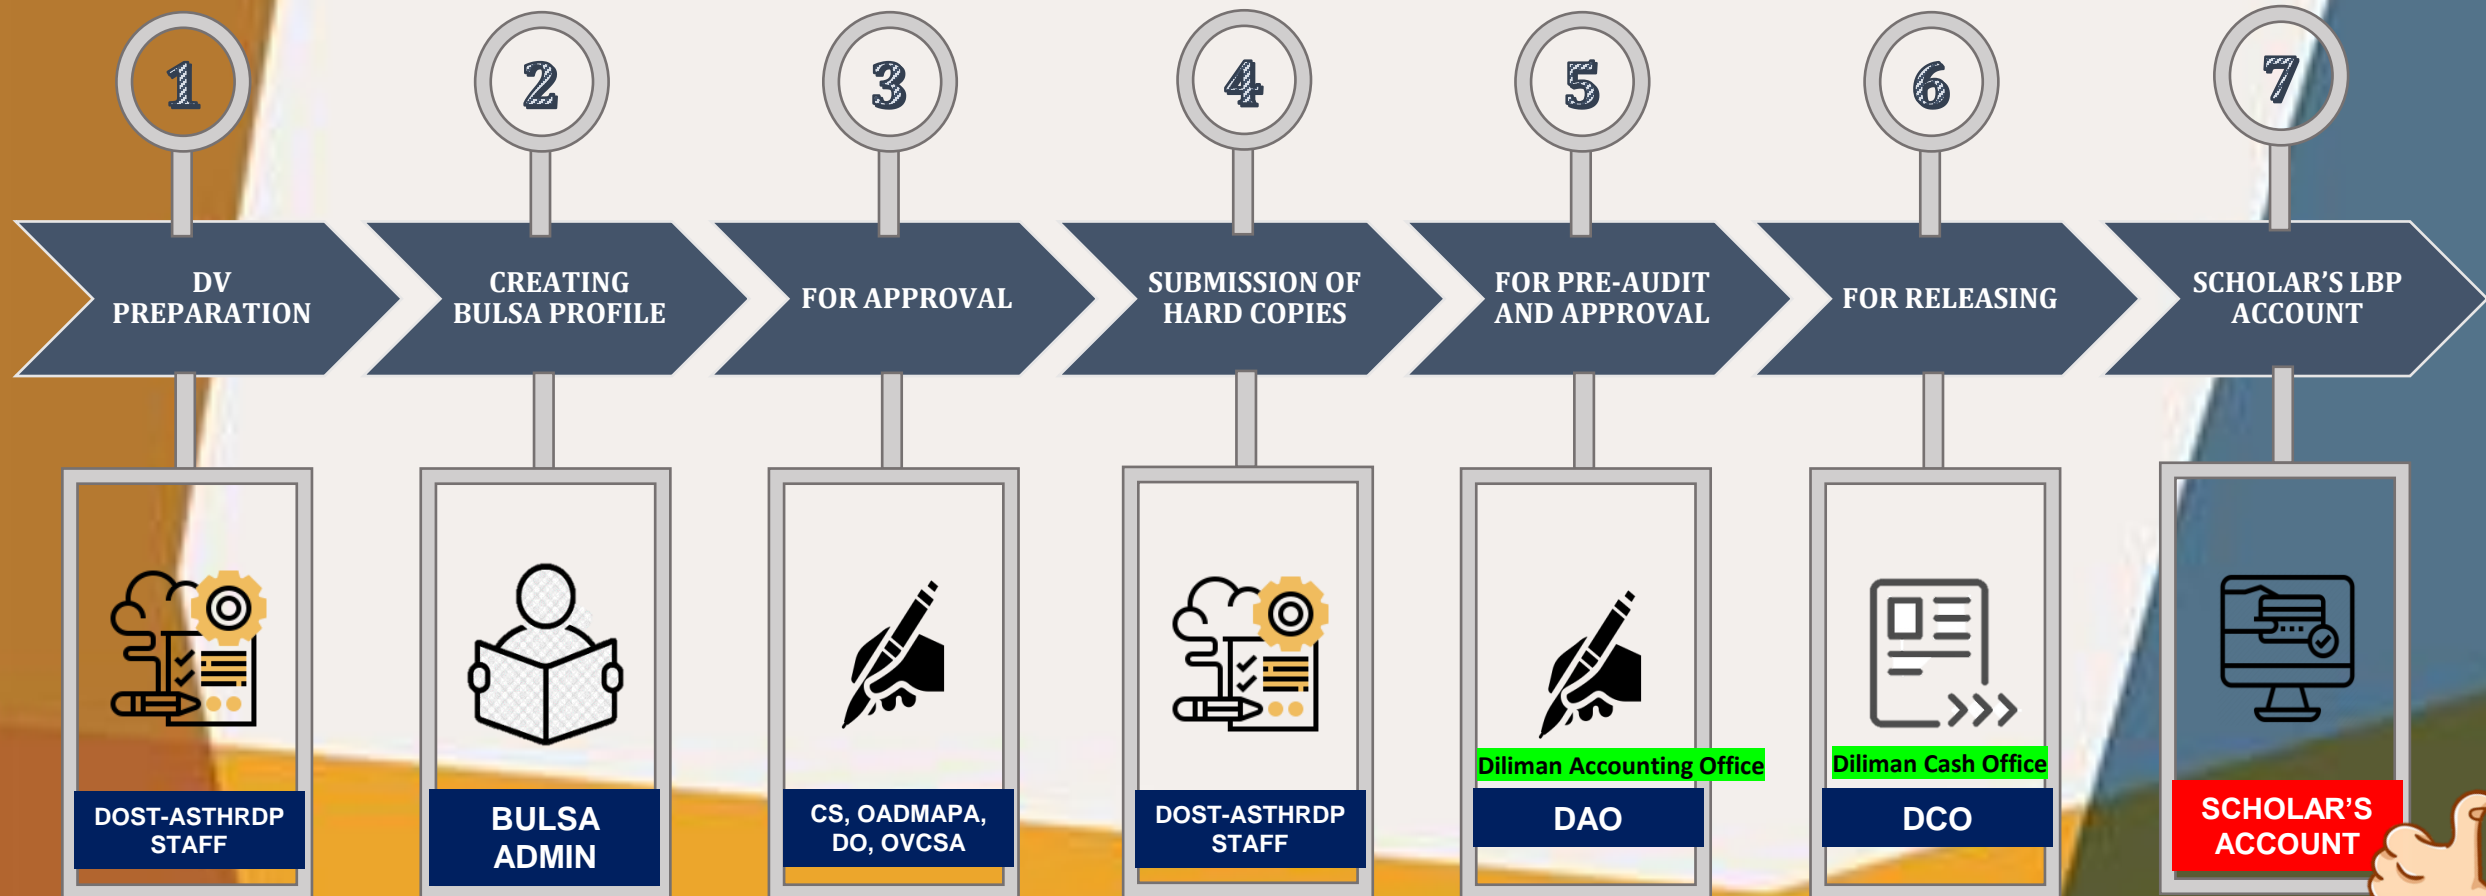 1
2
3
4
5
6
7
DV
PREPARATION
CREATING
BULSA PROFILE
FOR APPROVAL
SUBMISSION OF
HARD COPIES
FOR PRE-AUDIT
AND APPROVAL
FOR RELEASING
SCHOLAR’S LBP
ACCOUNT
DOST-ASTHRDP
STAFF
BULSA
ADMIN
CS, OADMAPA,
DO, OVCSA
DOST-ASTHRDP
STAFF
Diliman Accounting Office
DAO
Diliman Cash Office
DCO
SCHOLAR’S
ACCOUNT